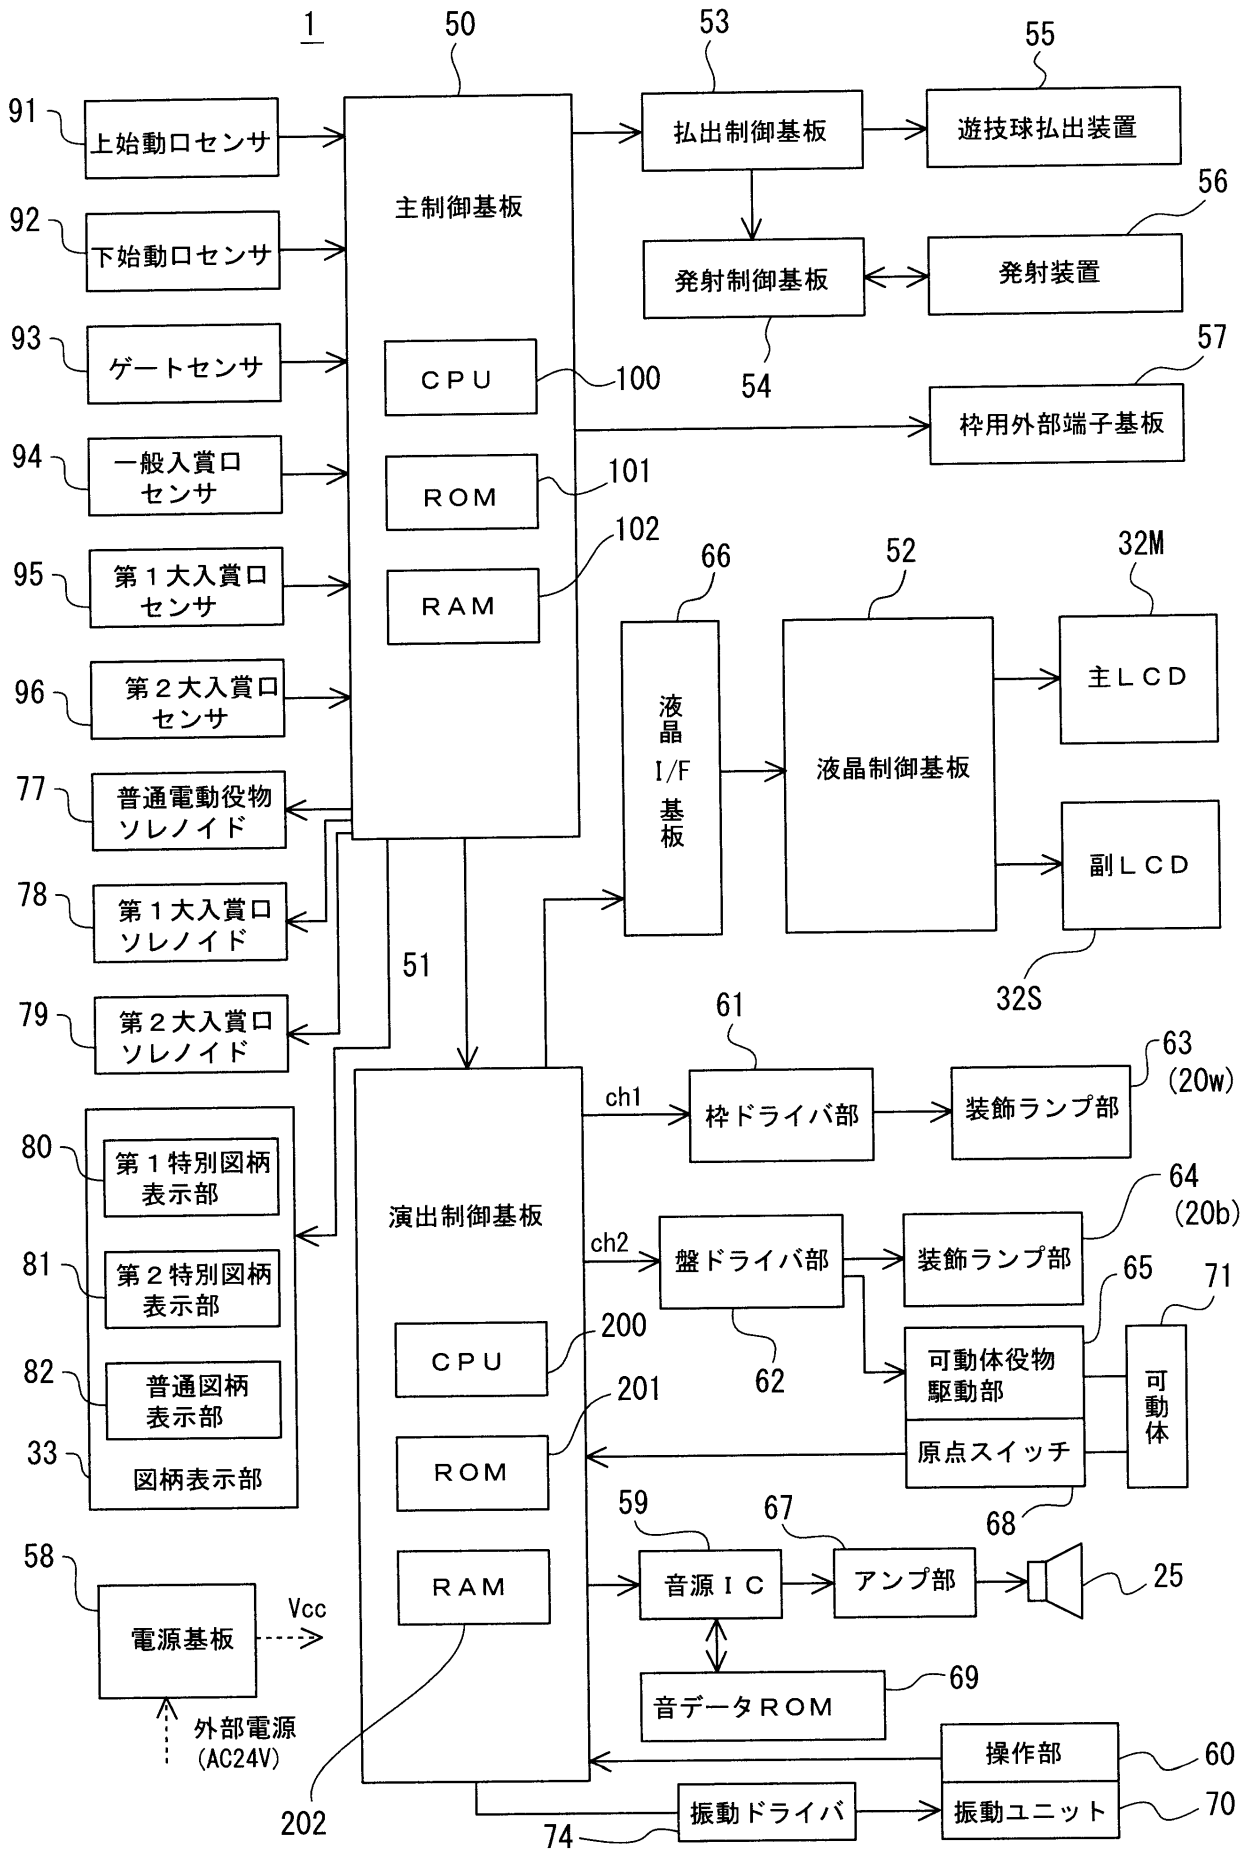 1
50
53
55
91
上始動口センサ
払出制御基板
遊技球払出装置
主制御基板
56
92
下始動口センサ
発射制御基板
発射装置
54
57
93
ゲートセンサ
CPU
100
枠用外部端子基板
94
一般入賞口
センサ
ROM
101
95
第1大入賞口
センサ
RAM
102
66
52
32M
96
第2大入賞口
センサ
液晶I/F基板
液晶制御基板
主LCD
77
普通電動役物
ソレノイド
副LCD
32S
78
第1大入賞口
ソレノイド
51
79
第2大入賞口
ソレノイド
61
63
(20w)
ch1
枠ドライバ部
装飾ランプ部
80
第1特別図柄
表示部
演出制御基板
64
(20b)
ch2
盤ドライバ部
装飾ランプ部
62
65
71
81
第2特別図柄
表示部
CPU
200
可動体役物
駆動部
可動体
82
普通図柄
表示部
ROM
201
原点スイッチ
68
33
図柄表示部
59
67
58
電源基板
Vcc
RAM
音源IC
アンプ部
25
外部電源
(AC24V)
音データROM
69
202
操作部
60
74
振動ドライバ
振動ユニット
70